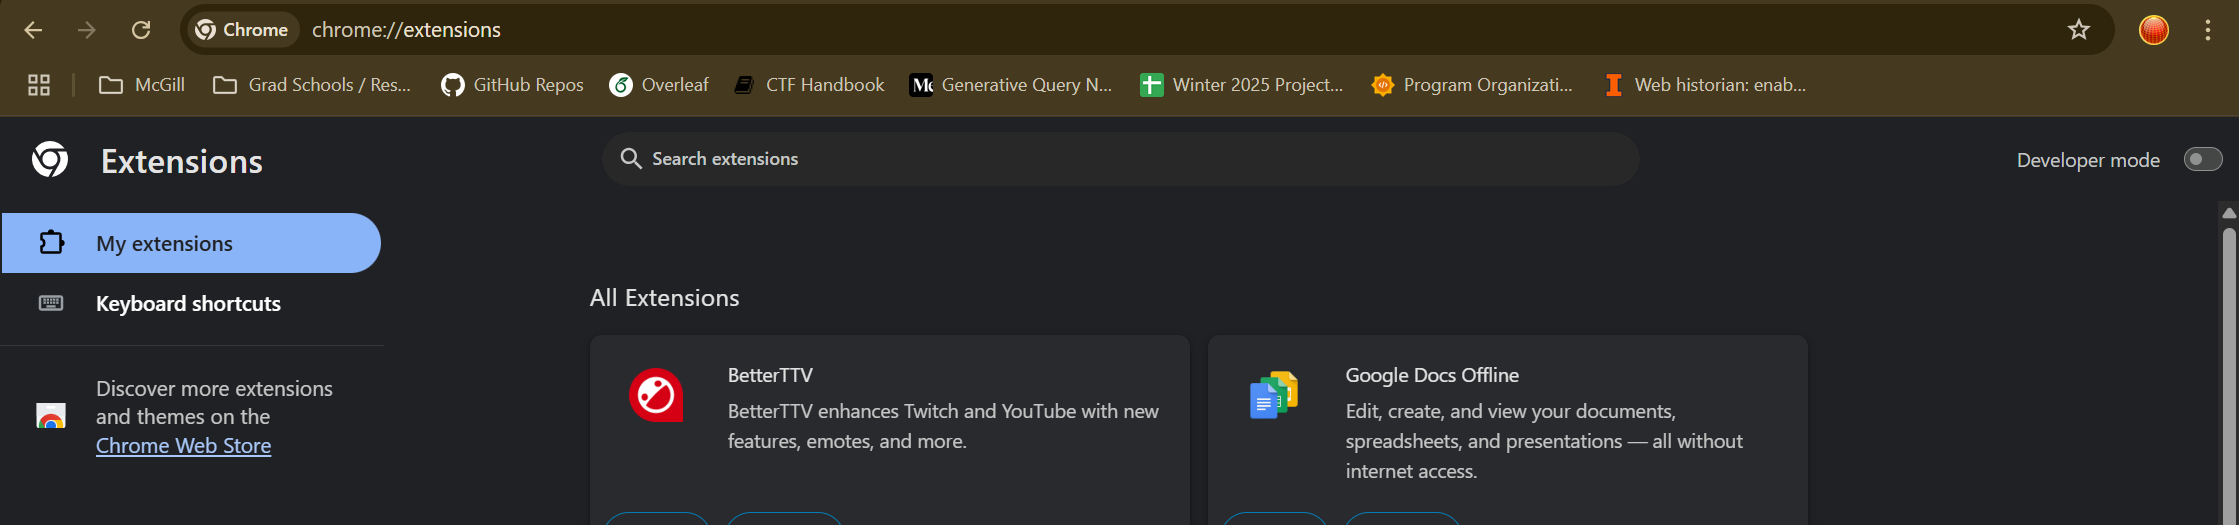 Chrome chrome://extensions
McGill Grad Schools / Res... GitHub Repos Overleaf CTF Handbook Generative Query N... Winter 2025 Project... Program Organizati... Web historian: enab...
Extensions
Search extensions
Developer mode
My extensions
Keyboard shortcuts
Discover more extensions
and themes on the
Chrome Web Store
All Extensions
BetterTTV
BetterTTV enhances Twitch and YouTube with new
features, emotes, and more.
Google Docs Offline
Edit, create, and view your documents,
spreadsheets, and presentations — all without
internet access.